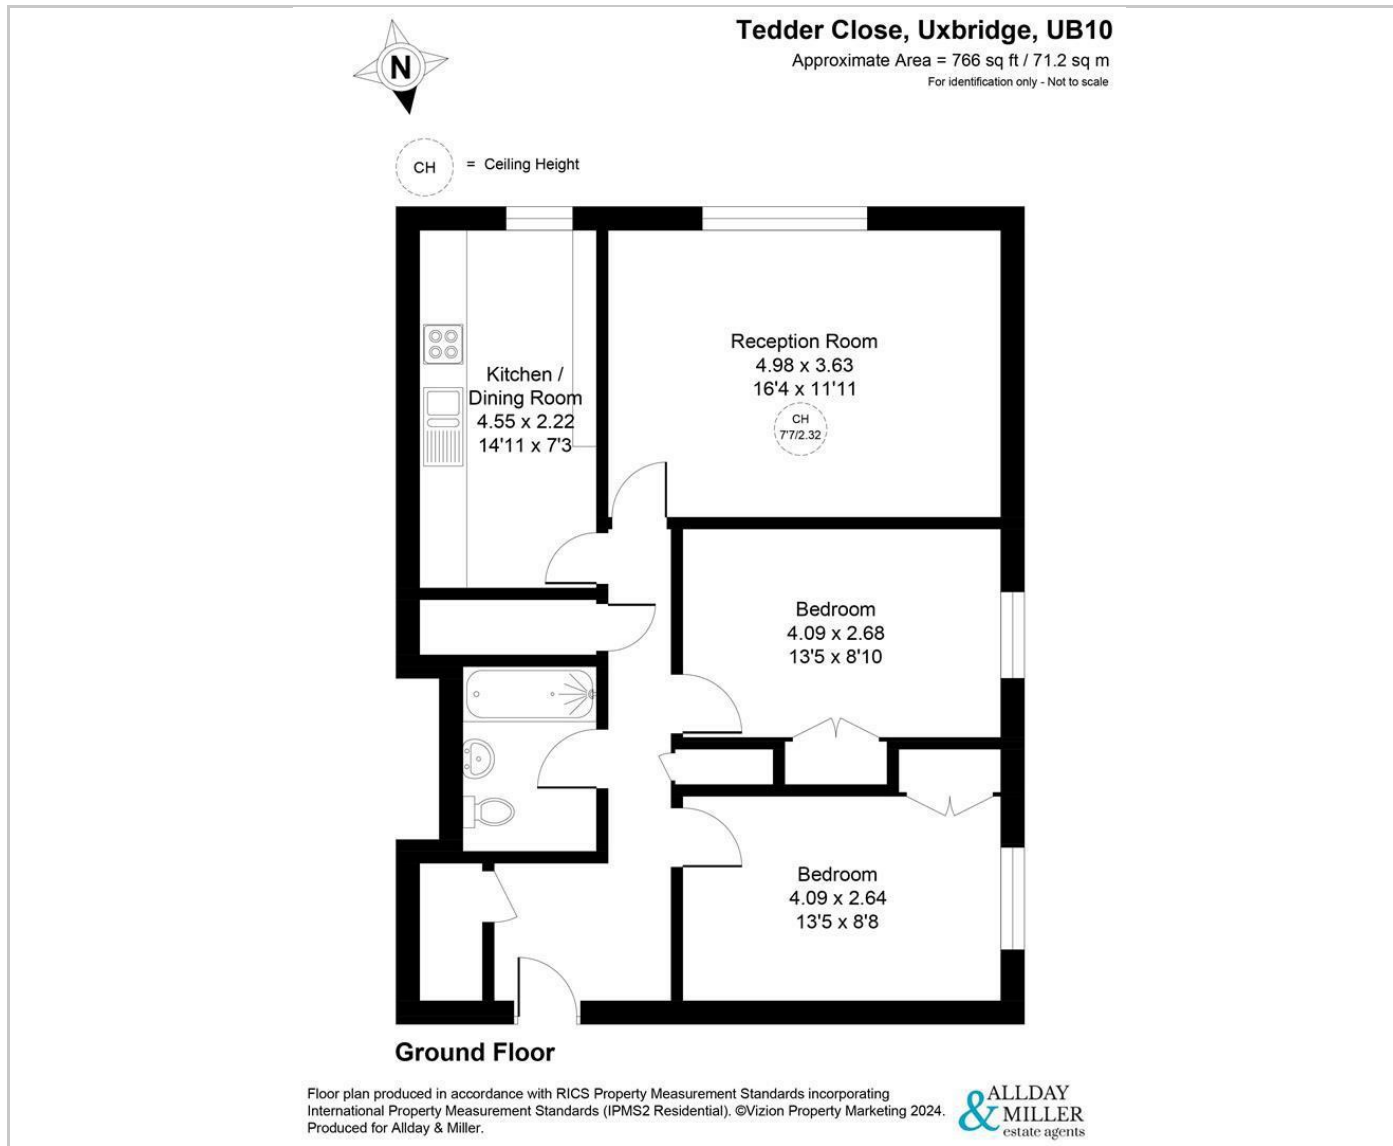 Tedder Close, Uxbridge, UB10
Approximate Area = 766 sq ft / 71.2 sq m
For identification only - Not to scale
N
CH
= Ceiling Height
Reception Room
4.98 x 3.63
16'4 x 11'11
CH
7'7/2.32
Kitchen /
Dining Room
4.55 x 2.22
14'11 x 7'3
Bedroom
4.09 x 2.68
13'5 x 8'10
Bedroom
4.09 x 2.64
13'5 x 8'8
Ground Floor
Floor plan produced in accordance with RICS Property Measurement Standards incorporating
International Property Measurement Standards (IPMS2 Residential). ©Vizion Property Marketing 2024.
Produced for Allday & Miller.
ALLDAY
& MILLER
estate agents